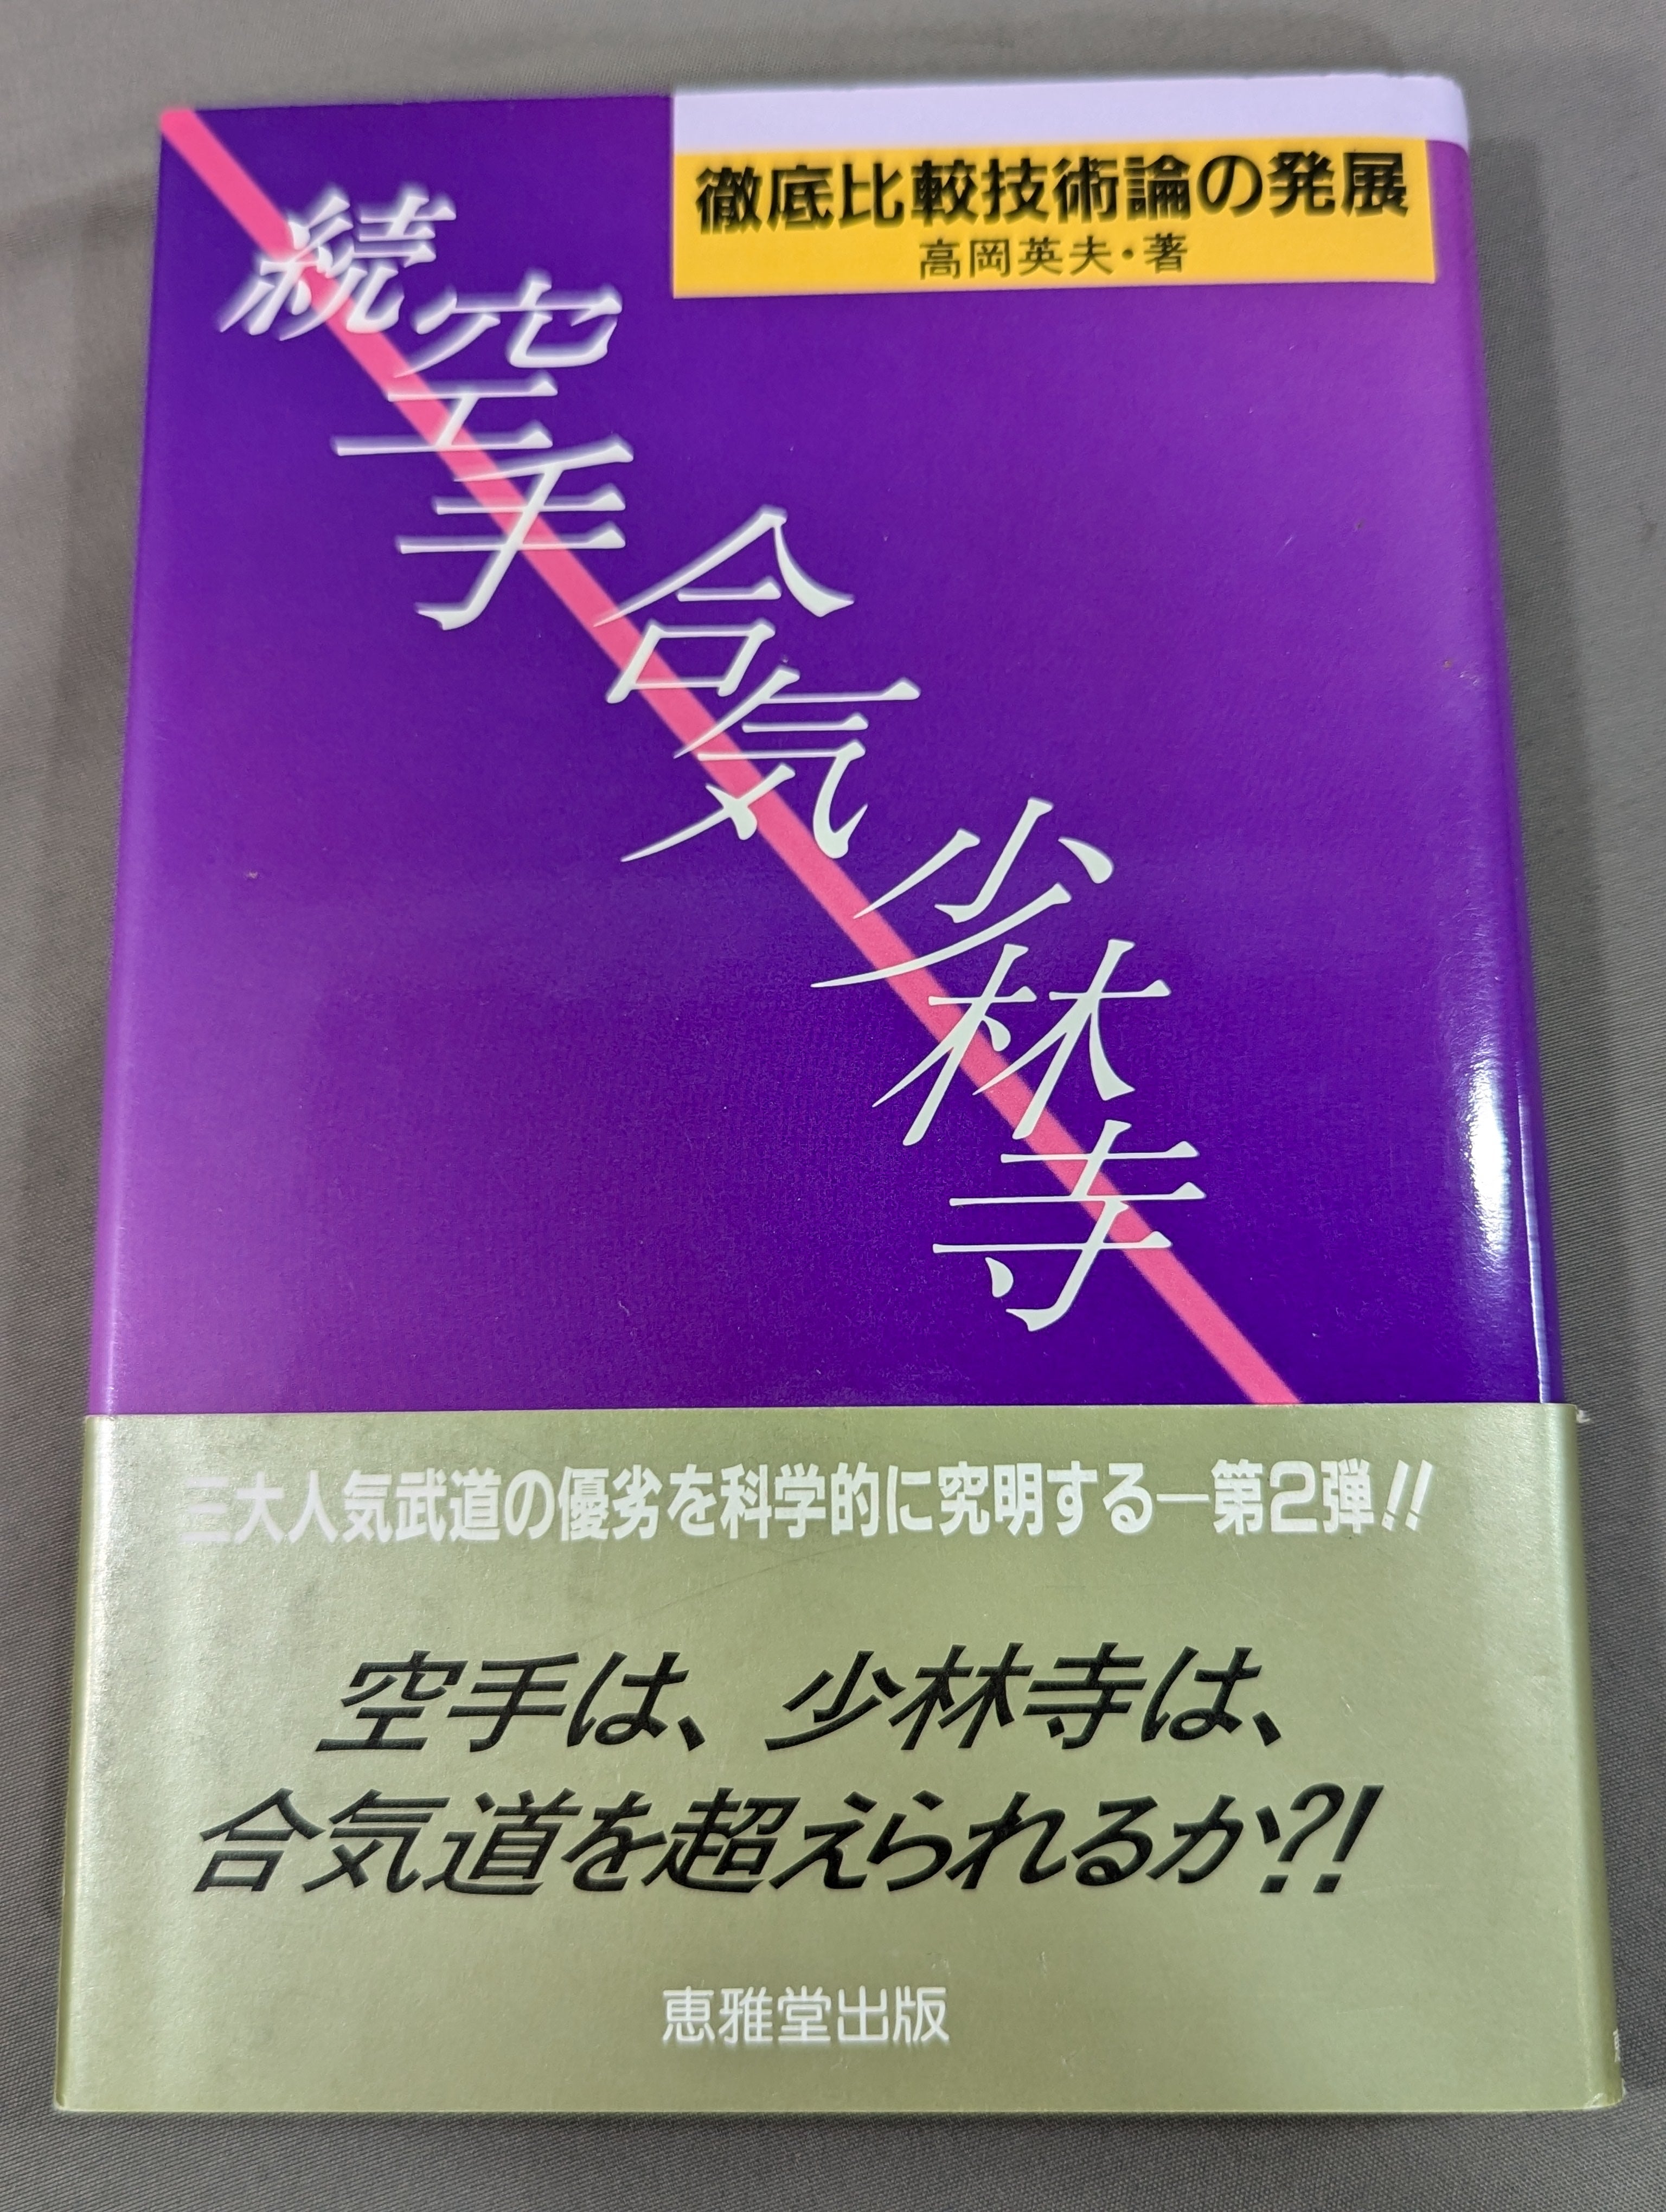 徹底比較技術論の発展
高岡英夫・著
続空手合気少林寺
三大人気武道の優劣を科学的に究明する―第2弾!!
空手は、少林寺は、
合気道を超えられるか?!
恵雅堂出版